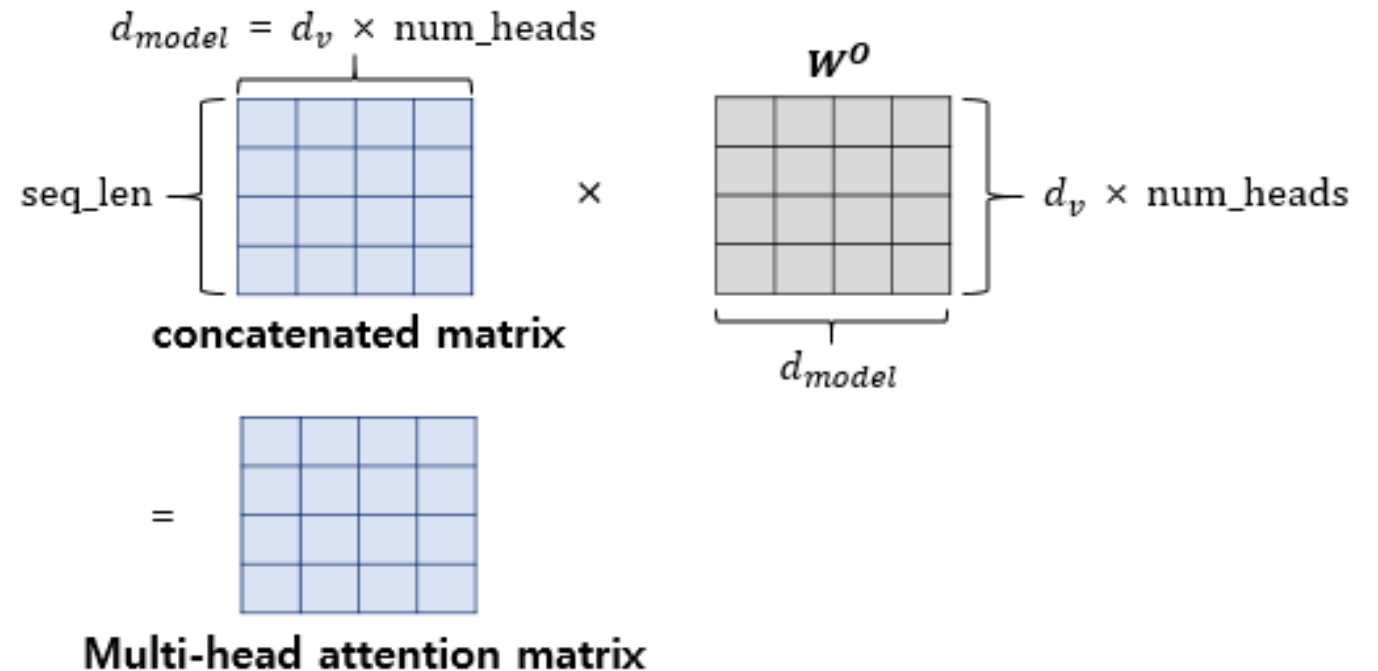 d_model = d_v × num_heads
W^O
seq_len
×
d_v × num_heads
concatenated matrix
d_model
=
Multi-head attention matrix